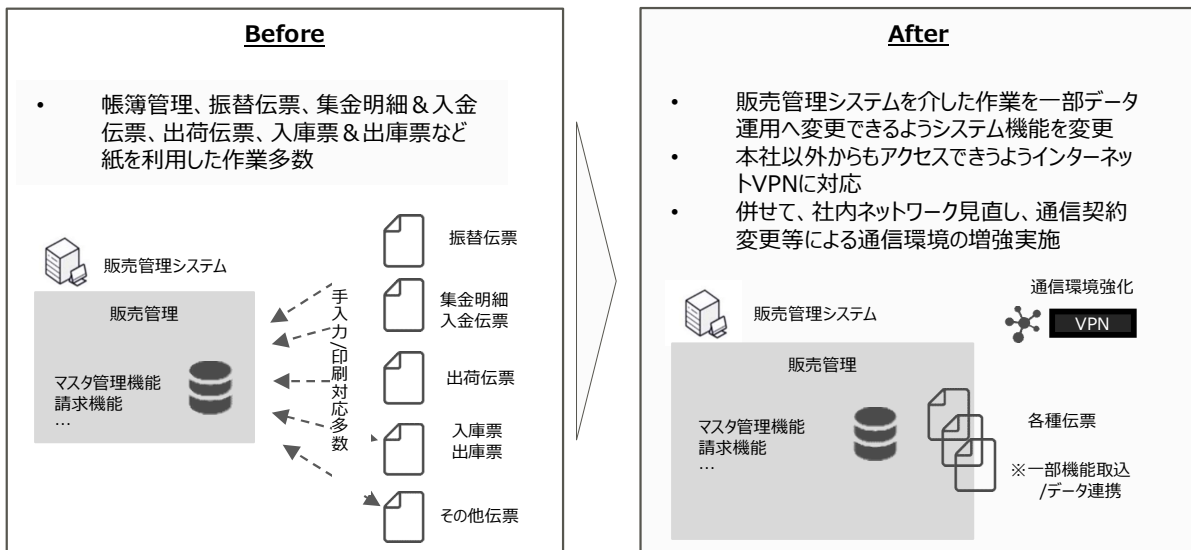 Before
• 帳簿管理、振替伝票、集金明細＆入金
伝票、出荷伝票、入庫票＆出庫票など
紙を利用した作業多数
販売管理システム
販売管理
マスタ管理機能
請求機能
…
手入力/印刷対応多数
振替伝票
集金明細
入金伝票
出荷伝票
入庫票
出庫票
その他伝票
After
• 販売管理システムを介した作業を一部データ
運用へ変更できるようシステム機能を変更
• 本社以外からもアクセスできうようインターネッ
トVPNに対応
• 併せて、社内ネットワーク見直し、通信契約
変更等による通信環境の増強実施
販売管理システム
通信環境強化
VPN
販売管理
マスタ管理機能
請求機能
…
各種伝票
※一部機能取込
/データ連携